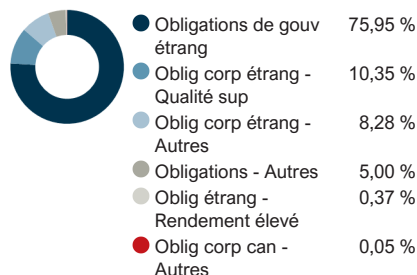 Obligations de gouv 75,95 %
étrang
Oblig corp étrang - 10,35 %
Qualité sup
Oblig corp étrang - 8,28 %
Autres
Obligations - Autres 5,00 %
Oblig étrang - 0,37 %
Rendement élevé
Oblig corp can - 0,05 %
Autres